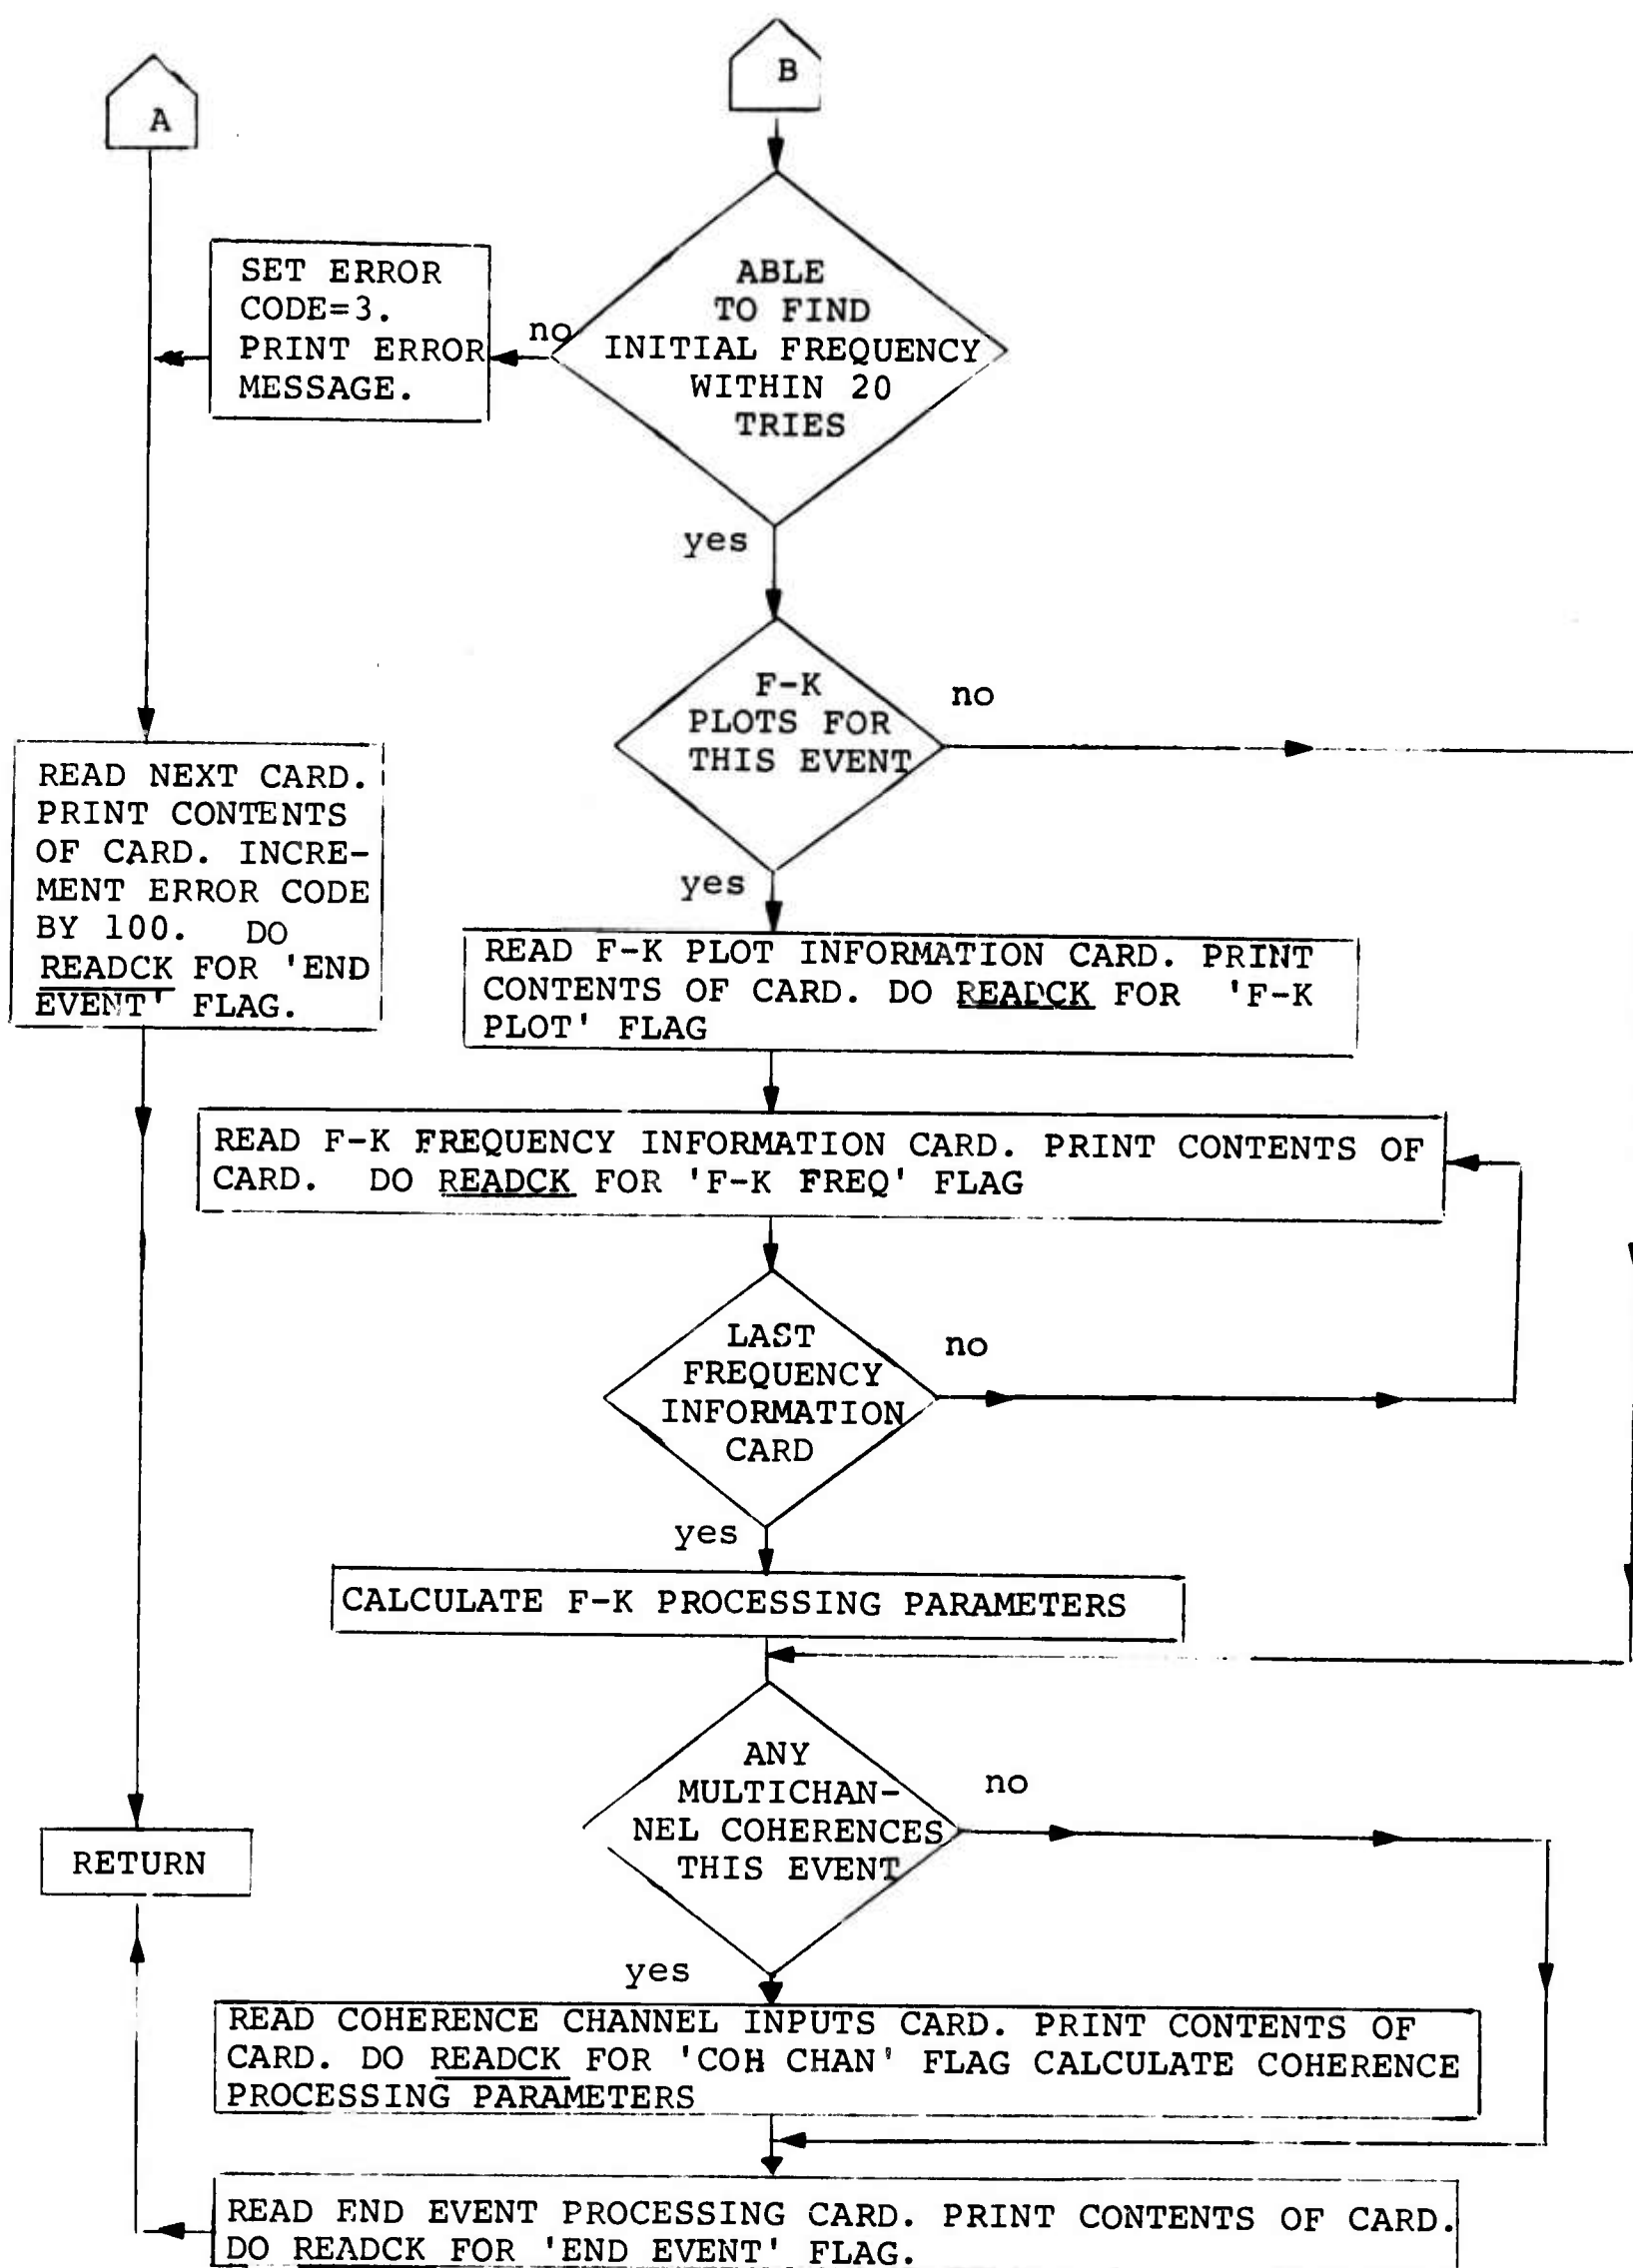 B
A
ABLE
TO FIND
INITIAL FREQUENCY
WITHIN 20
TRIES
no
SET ERROR
CODE=3.
PRINT ERROR
MESSAGE.
yes
F-K
PLOTS FOR
THIS EVENT
no
yes
READ NEXT CARD.
PRINT CONTENTS
OF CARD. INCRE-
MENT ERROR CODE
BY 100. DO
READCK FOR 'END
EVENT' FLAG.
READ F-K PLOT INFORMATION CARD. PRINT
CONTENTS OF CARD. DO READCK FOR 'F-K
PLOT' FLAG
READ F-K FREQUENCY INFORMATION CARD. PRINT CONTENTS OF
CARD. DO READCK FOR 'F-K FREQ' FLAG
LAST
FREQUENCY
INFORMATION
CARD
no
yes
CALCULATE F-K PROCESSING PARAMETERS
ANY
MULTICHAN-
NEL COHERENCES
THIS EVENT
no
RETURN
yes
READ COHERENCE CHANNEL INPUTS CARD. PRINT CONTENTS OF
CARD. DO READCK FOR 'COH CHAN' FLAG CALCULATE COHERENCE
PROCESSING PARAMETERS
READ END EVENT PROCESSING CARD. PRINT CONTENTS OF CARD.
DO READCK FOR 'END EVENT' FLAG.